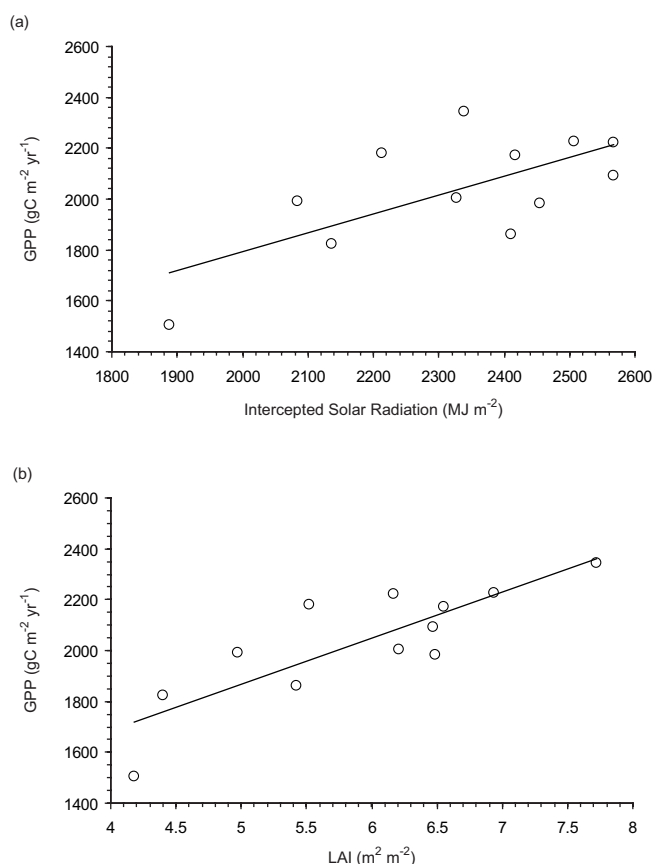 (a)
2600
2400
2200
2000
1800
1600
1400
GPP (gC m⁻² yr⁻¹)
1800 1900 2000 2100 2200 2300 2400 2500 2600
Intercepted Solar Radiation (MJ m⁻²)
(b)
2600
2400
2200
2000
1800
1600
1400
GPP (gC m⁻² yr⁻¹)
4 4.5 5 5.5 6 6.5 7 7.5 8
LAI (m² m⁻²)